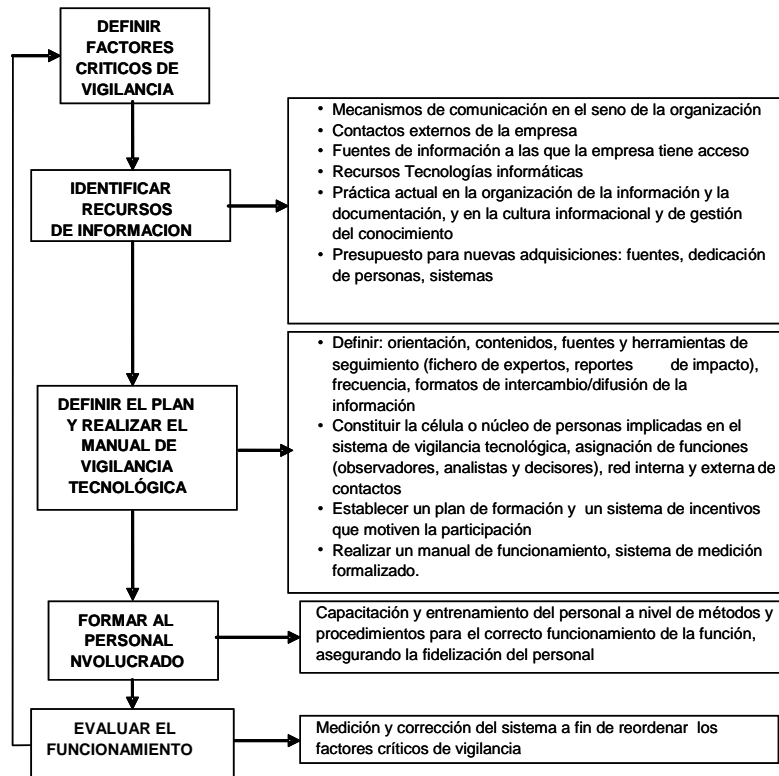 DEFINIR
FACTORES
CRITICOS DE
VIGILANCIA
IDENTIFICAR
RECURSOS
DE INFORMACION
• Mecanismos de comunicación en el seno de la organización
• Contactos externos de la empresa
• Fuentes de información a las que la empresa tiene acceso
• Recursos Tecnologías informáticas
• Práctica actual en la organización de la información y la
documentación, y en la cultura informacional y de gestión
del conocimiento
• Presupuesto para nuevas adquisiciones: fuentes, dedicación
de personas, sistemas
DEFINIR EL PLAN
Y REALIZAR EL
MANUAL DE
VIGILANCIA
TECNOLÓGICA
• Definir: orientación, contenidos, fuentes y herramientas de
seguimiento (fichero de expertos, reportes de impacto),
frecuencia, formatos de intercambio/difusión de la
información
• Constituir la célula o núcleo de personas implicadas en el
sistema de vigilancia tecnológica, asignación de funciones
(observadores, analistas y decisores), red interna y externa de
contactos
• Establecer un plan de formación y un sistema de incentivos
que motiven la participación
• Realizar un manual de funcionamiento, sistema de medición
formalizado.
FORMAR AL
PERSONAL
NVOLUCRADO
Capacitación y entrenamiento del personal a nivel de métodos y
procedimientos para el correcto funcionamiento de la función,
asegurando la fidelización del personal
EVALUAR EL
FUNCIONAMIENTO
Medición y corrección del sistema a fin de reordenar los
factores críticos de vigilancia